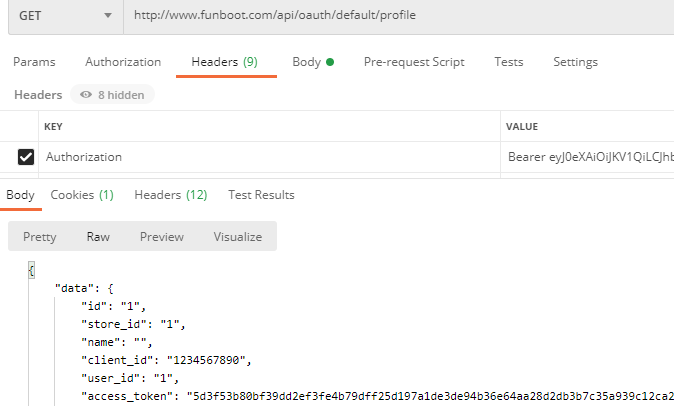 GET http://www.funboot.com/api/oauth/default/profile
Params Authorization Headers (9) Body Pre-request Script Tests Settings
Headers 8 hidden
KEY VALUE
Authorization Bearer eyJ0eXAiOiJKV1QiLCJhb
Body Cookies (1) Headers (12) Test Results
Pretty Raw Preview Visualize
{
"data": {
"id": "1",
"store_id": "1",
"name": "",
"client_id": "1234567890",
"user_id": "1",
"access_token": "5d3f53b80bf39dd2ef3fe4b79dff25d197a1de3de94b36e64aa28d2db3b7c35a939c12ca2